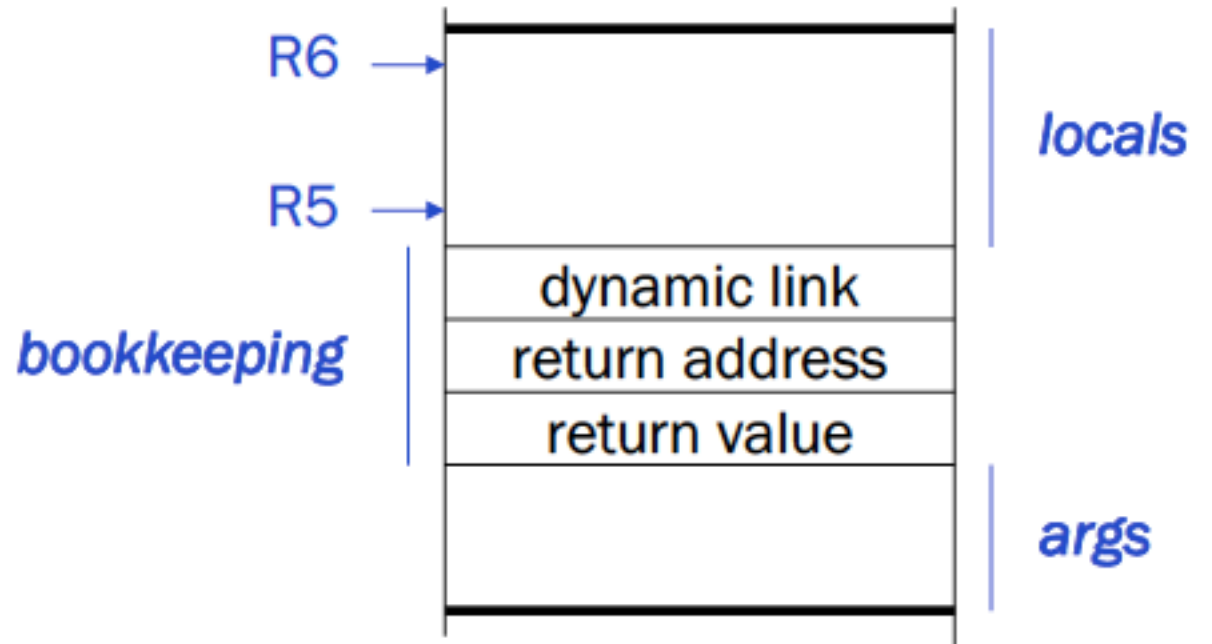 R6
locals
R5
dynamic link
bookkeeping
return address
return value
args